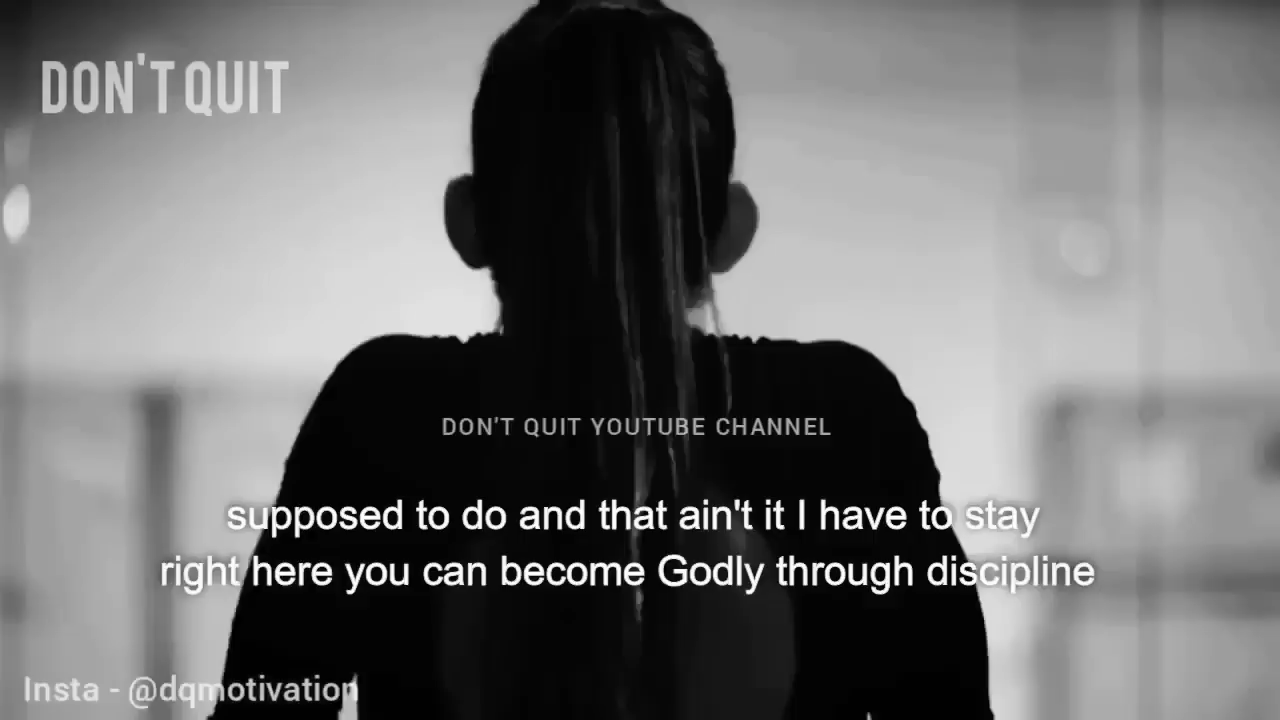 DON'T QUIT
DON'T QUIT YOUTUBE CHANNEL
supposed to do and that ain't it I have to stay
right here you can become Godly through discipline
Insta - @dqmotivation